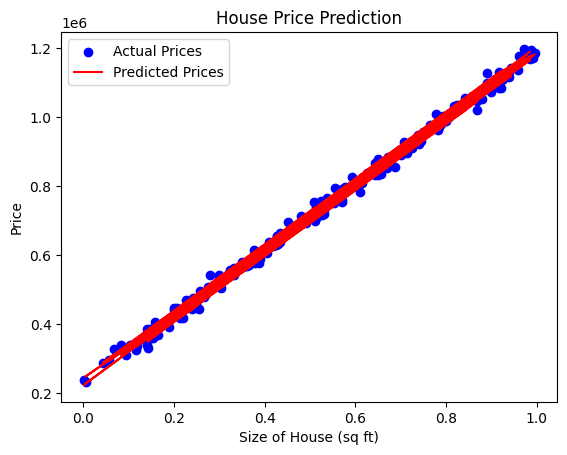 House Price Prediction
1e6
Actual Prices
Predicted Prices
1.2
1.0
0.8
0.6
0.4
0.2
Price
0.0 0.2 0.4 0.6 0.8 1.0
Size of House (sq ft)